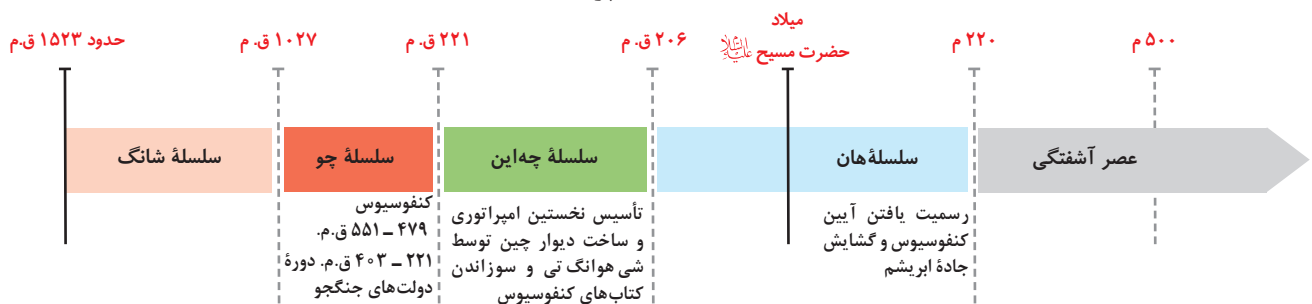 میلاد
حضرت مسیح علیه‌السلام
حدود ۱۵۲۳ ق.م
۱۰۲۷ ق.م
۲۲۱ ق.م
۲۰۶ ق.م
۲۲۰ م
۵۰۰ م
سلسلهٔ شانگ
سلسلهٔ چو
سلسلهٔ چه‌این
سلسلهٔ هان
عصر آشفتگی
کنفوسیوس
۴۷۹ ــ ۵۵۱ ق.م.
۲۲۱ ــ ۴۰۳ ق.م. دورهٔ
دولت‌های جنگجو
تأسیس نخستین امپراتوری
و ساخت دیوار چین توسط
شی هوانگ تی و سوزاندن
کتاب‌های کنفوسیوس
رسمیت یافتن آیین
کنفوسیوس و گشایش
جادهٔ ابریشم